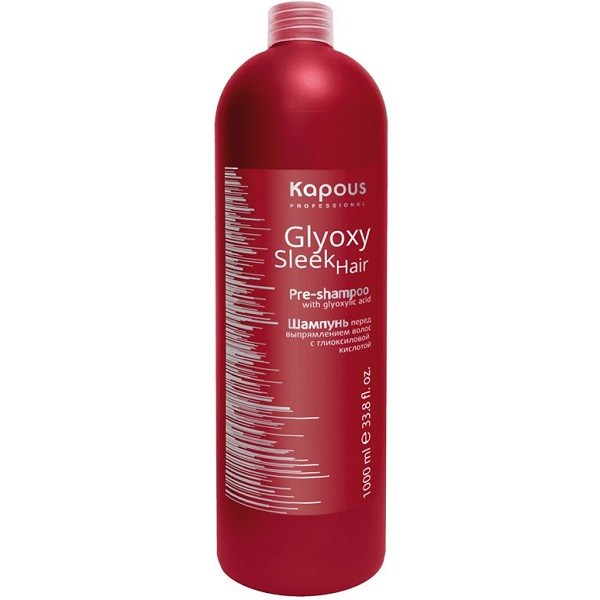 Kapous
PROFESSIONAL
Glyoxy
Sleek Hair
Pre-shampoo
with glyoxylic acid
Шампунь перед
выпрямлением волос
с глиоксиловой
кислотой
1000 ml ℮ 33.8 fl. oz.